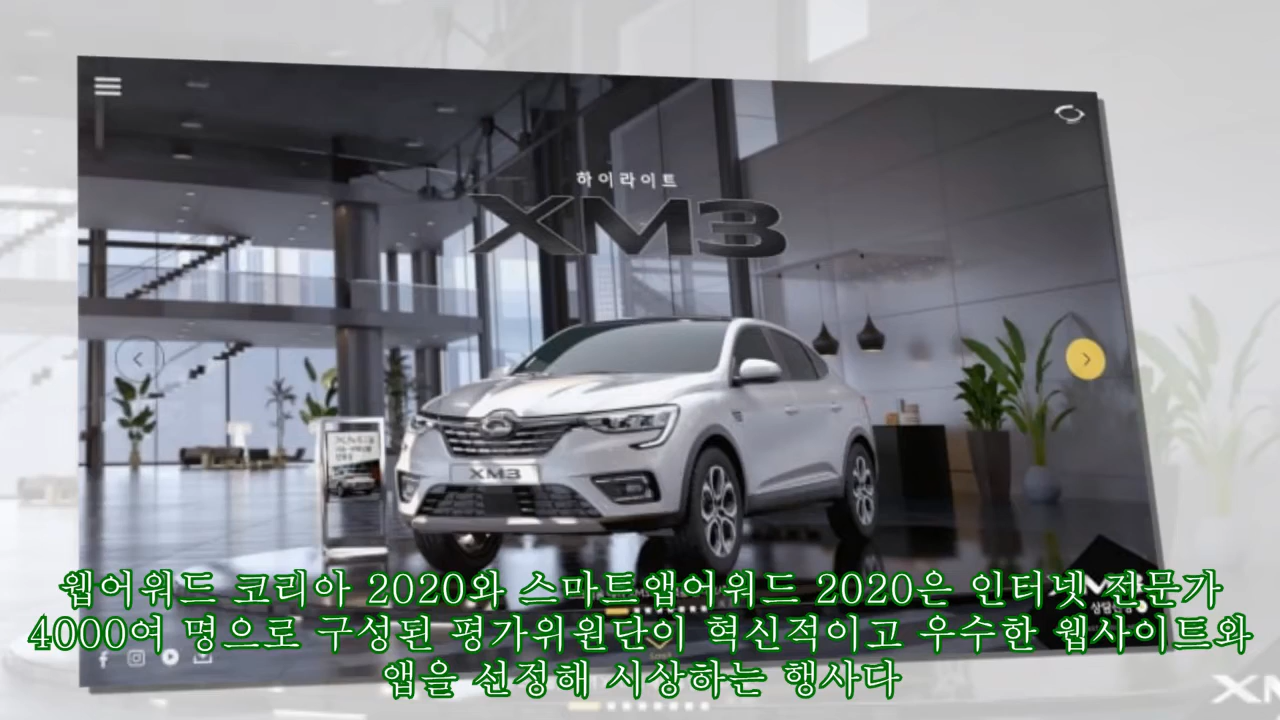 하이라이트
XM3
XM3
웹어워드 코리아 2020와 스마트앱어워드 2020은 인터넷 전문가
4000여 명으로 구성된 평가위원단이 혁신적이고 우수한 웹사이트와
앱을 선정해 시상하는 행사다